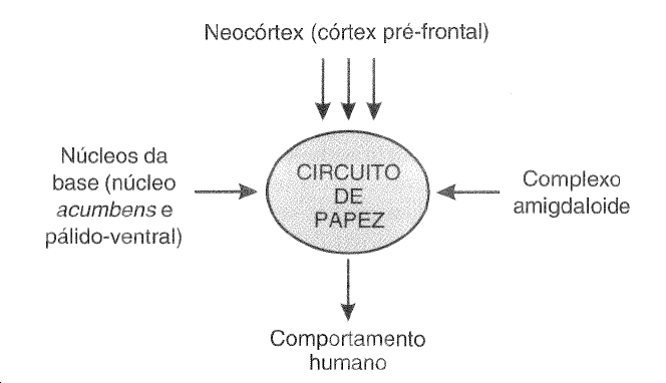 Neocórtex (córtex pré-frontal)
Núcleos da
base (núcleo
acumbens e
pálido-ventral)
CIRCUITO
DE
PAPEZ
Complexo
amigdaloide
Comportamento
humano